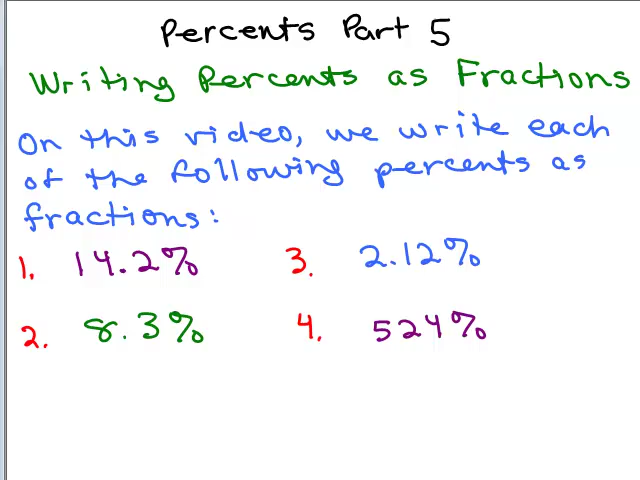 Percents Part 5
Writing Percents as Fractions
On this video, we write each
of the following percents as
fractions:
1. 14.2% 3. 2.12%
2. 8.3% 4. 524%